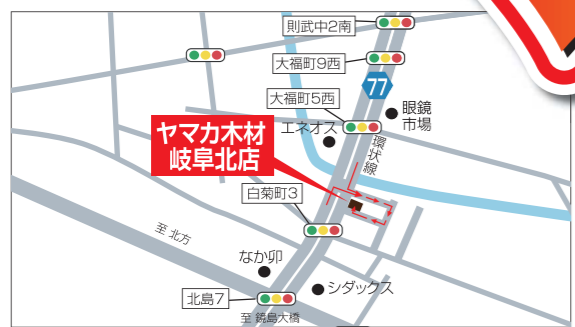 則武中2南
大福町9西
77
大福町5西
眼鏡
市場
エネオス
環状線
ヤマカ木材
岐阜北店
白菊町3
至 北方
なか卯
シダックス
北島7
至 鏡島大橋